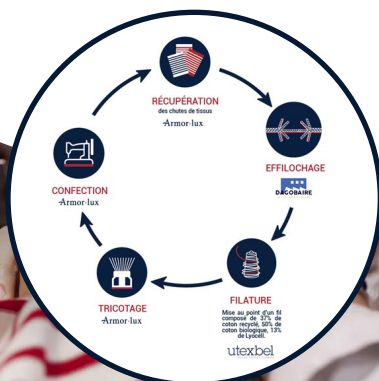 RÉCUPÉRATION
des chutes de tissus
Armor·lux
EFFILOCHAGE
DAGOBAIRE
FILATURE
Mise au point d'un fil
composé de 37% de
coton recyclé, 50% de
coton biologique, 13%
de Lyocell.
utexbel
TRICOTAGE
Armor·lux
CONFECTION
Armor·lux